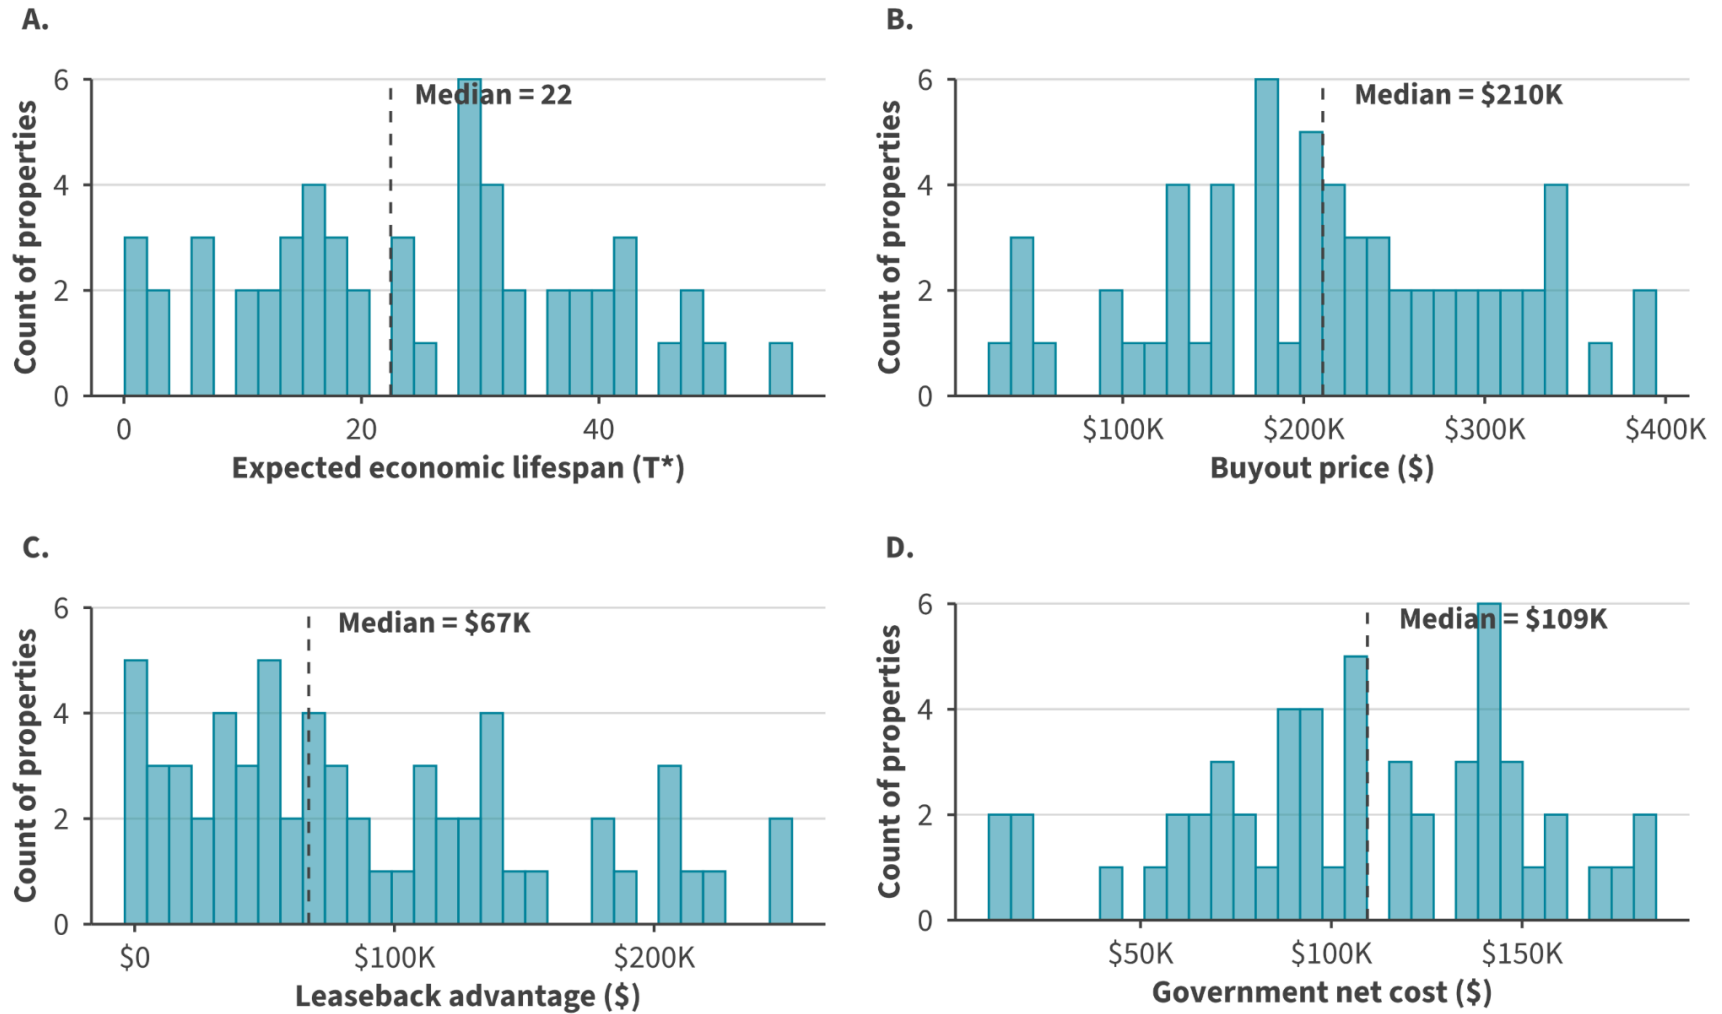 A.
Count of properties
6
4
2
0
Median = 22
0 20 40
Expected economic lifespan (T*)
B.
Count of properties
6
4
2
0
Median = $210K
$100K $200K $300K $400K
Buyout price ($)
C.
Count of properties
6
4
2
0
Median = $67K
$0 $100K $200K
Leaseback advantage ($)
D.
Count of properties
6
4
2
0
Median = $109K
$50K $100K $150K
Government net cost ($)